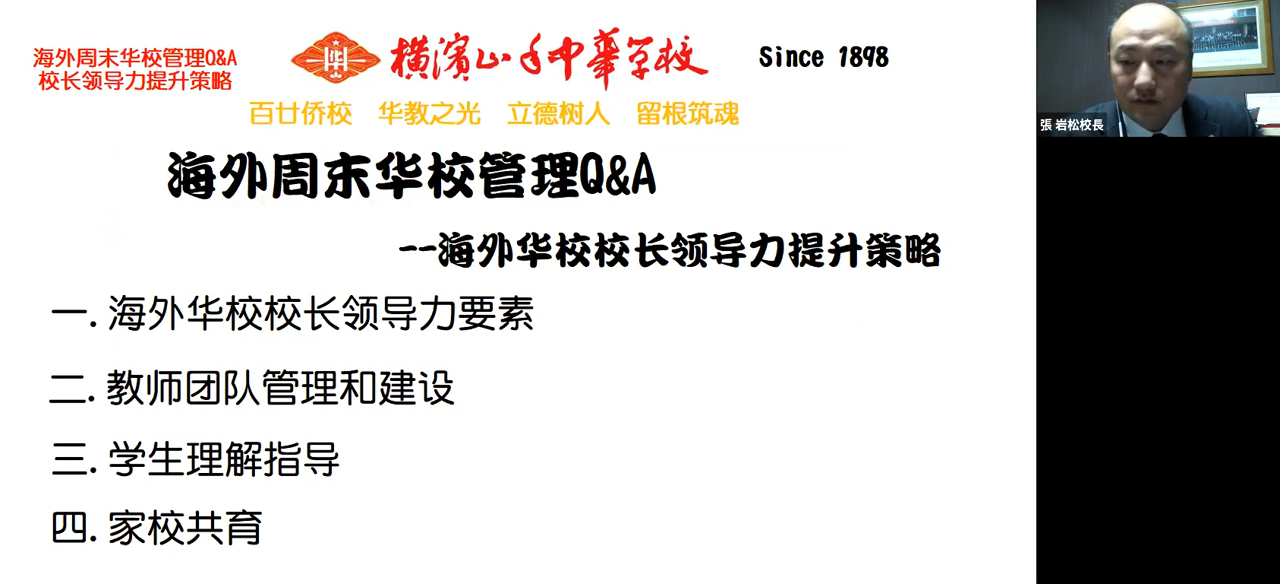 海外周末华校管理Q&A
校长领导力提升策略
横濱山手中華学校
Since 1898
百廿侨校 华教之光 立德树人 留根筑魂
海外周末华校管理Q&A
--海外华校校长领导力提升策略
一.海外华校校长领导力要素
二.教师团队管理和建设
三.学生理解指导
四.家校共育
張 岩松校長